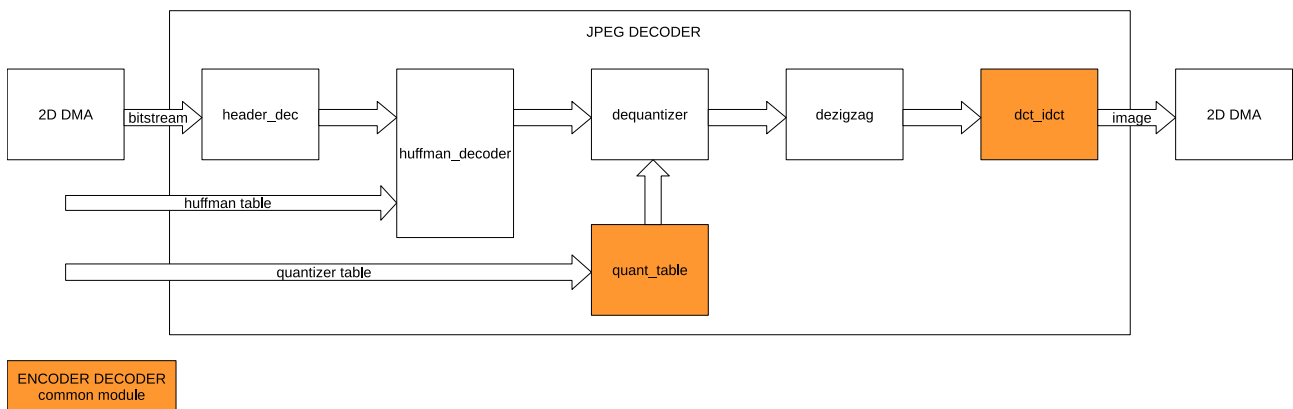 JPEG DECODER
2D DMA
bitstream
header_dec
huffman_decoder
dequantizer
dezigzag
dct_idct
image
2D DMA
huffman table
quantizer table
quant_table
ENCODER DECODER
common module